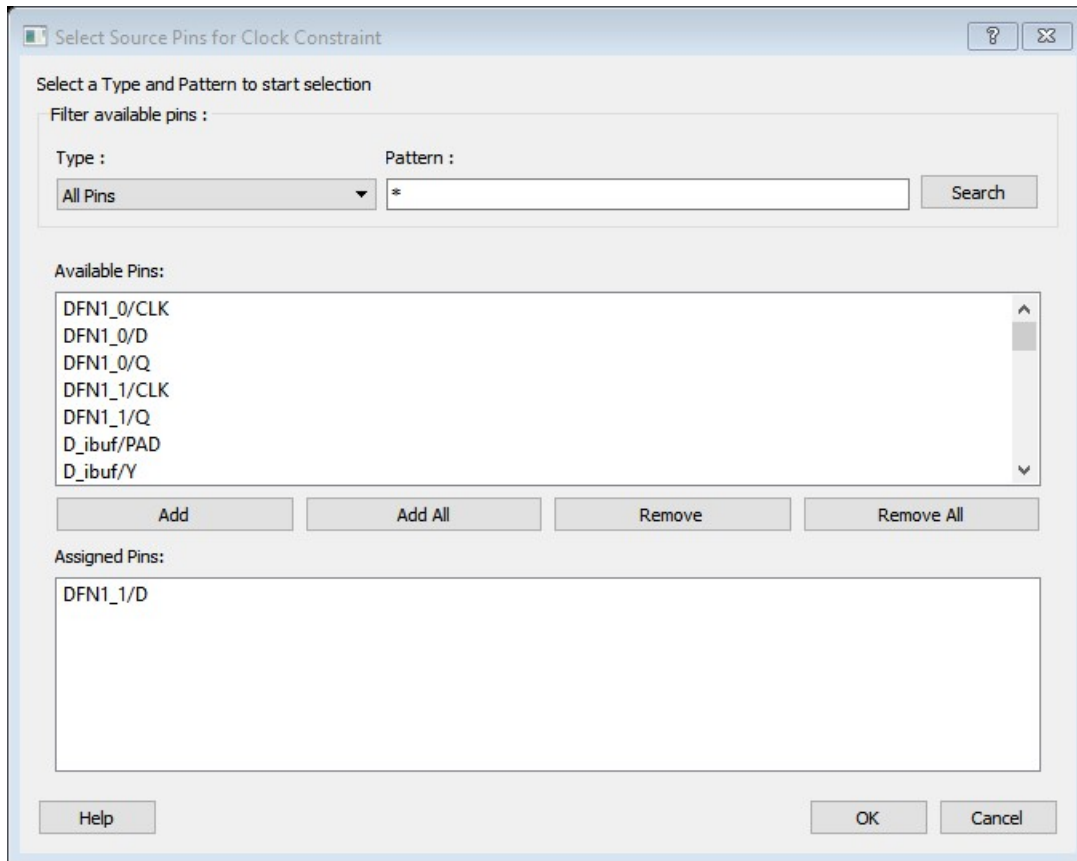 Select Source Pins for Clock Constraint
Select a Type and Pattern to start selection
Filter available pins :
Type :
Pattern :
All Pins
*
Search
Available Pins:
DFN1_0/CLK
DFN1_0/D
DFN1_0/Q
DFN1_1/CLK
DFN1_1/Q
D_ibuf/PAD
D_ibuf/Y
Add
Add All
Remove
Remove All
Assigned Pins:
DFN1_1/D
Help
OK
Cancel